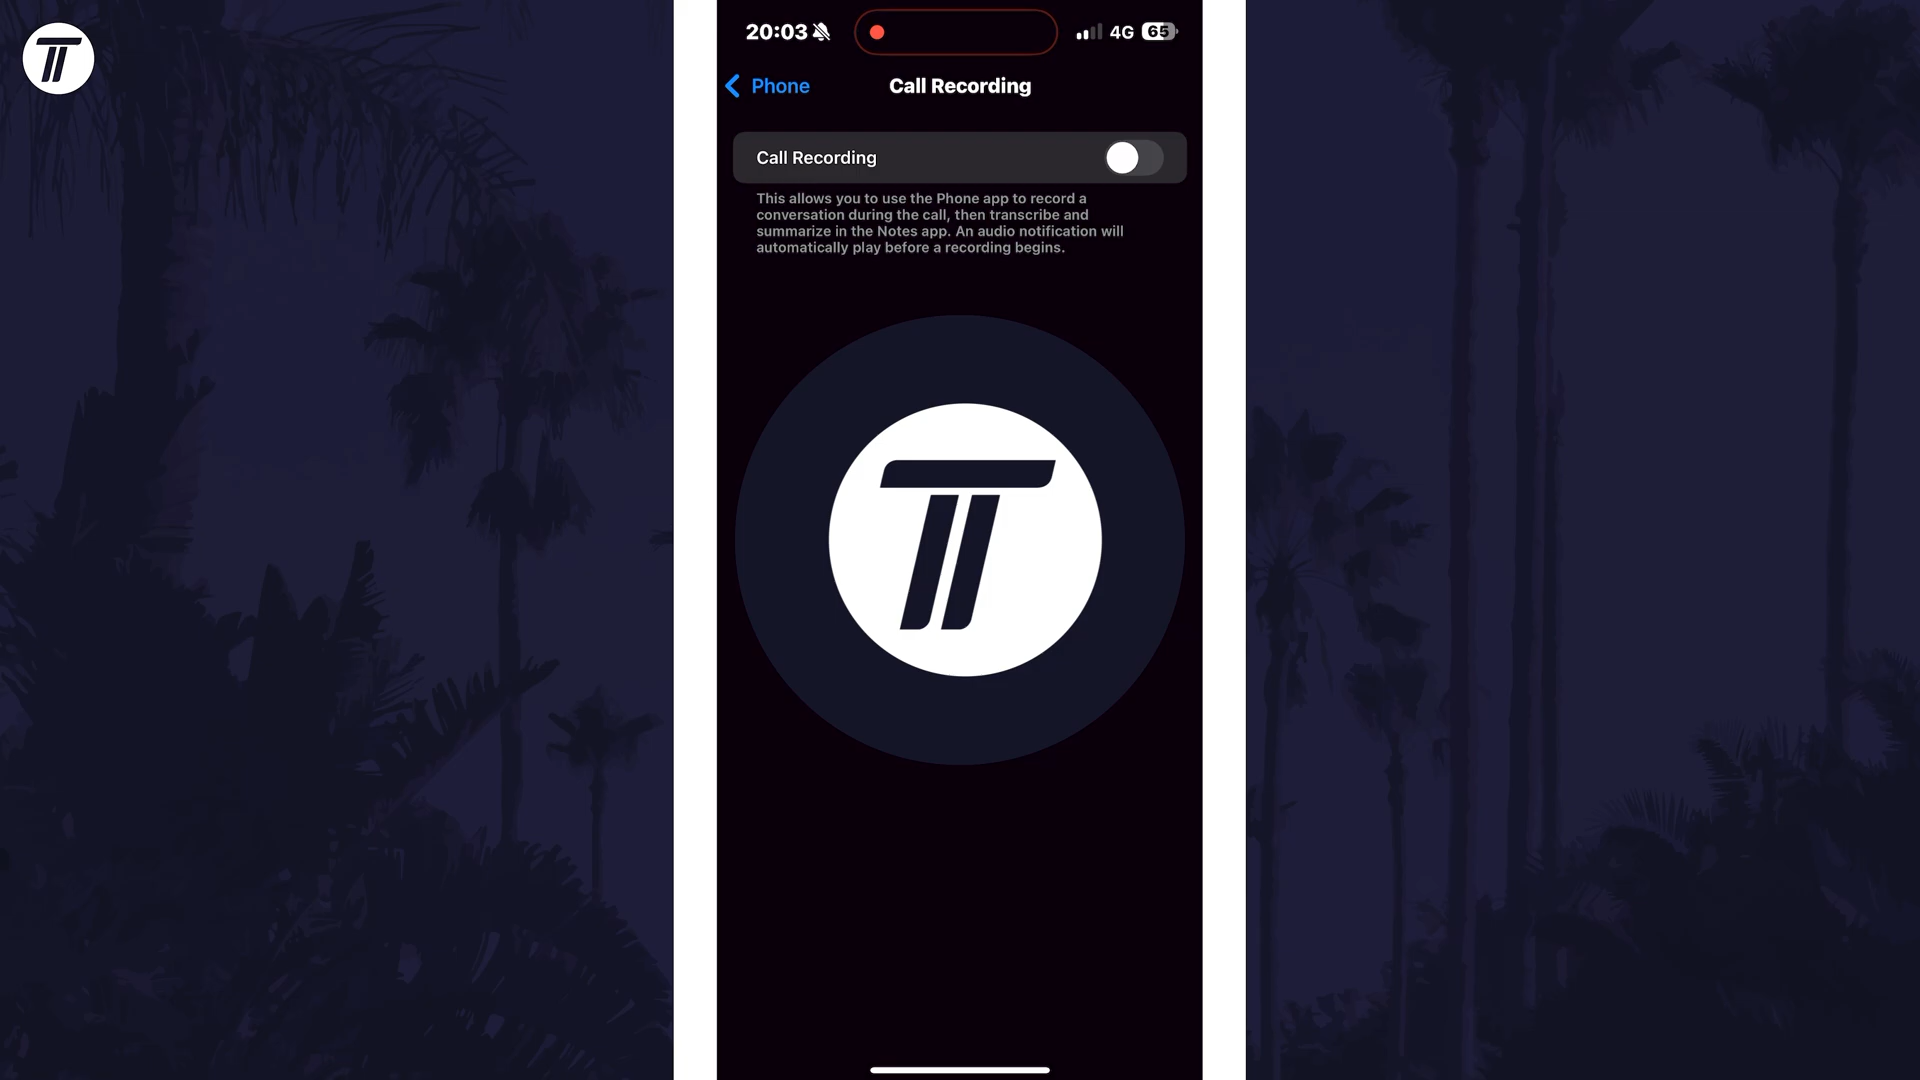 20:03
4G
65
Phone
Call Recording
Call Recording
This allows you to use the Phone app to record a
conversation during the call, then transcribe and
summarize in the Notes app. An audio notification will
automatically play before a recording begins.